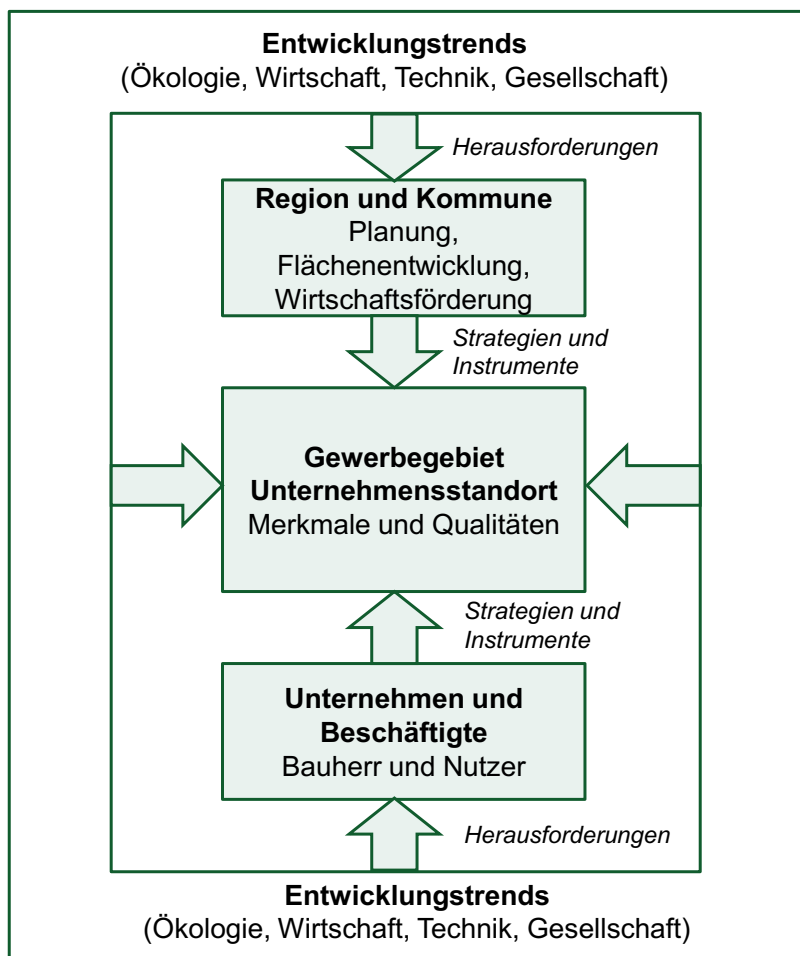 Entwicklungstrends
(Ökologie, Wirtschaft, Technik, Gesellschaft)
Herausforderungen
Region und Kommune
Planung,
Flächenentwicklung,
Wirtschaftsförderung
Strategien und
Instrumente
Gewerbegebiet
Unternehmensstandort
Merkmale und Qualitäten
Strategien und
Instrumente
Unternehmen und
Beschäftigte
Bauherr und Nutzer
Herausforderungen
Entwicklungstrends
(Ökologie, Wirtschaft, Technik, Gesellschaft)